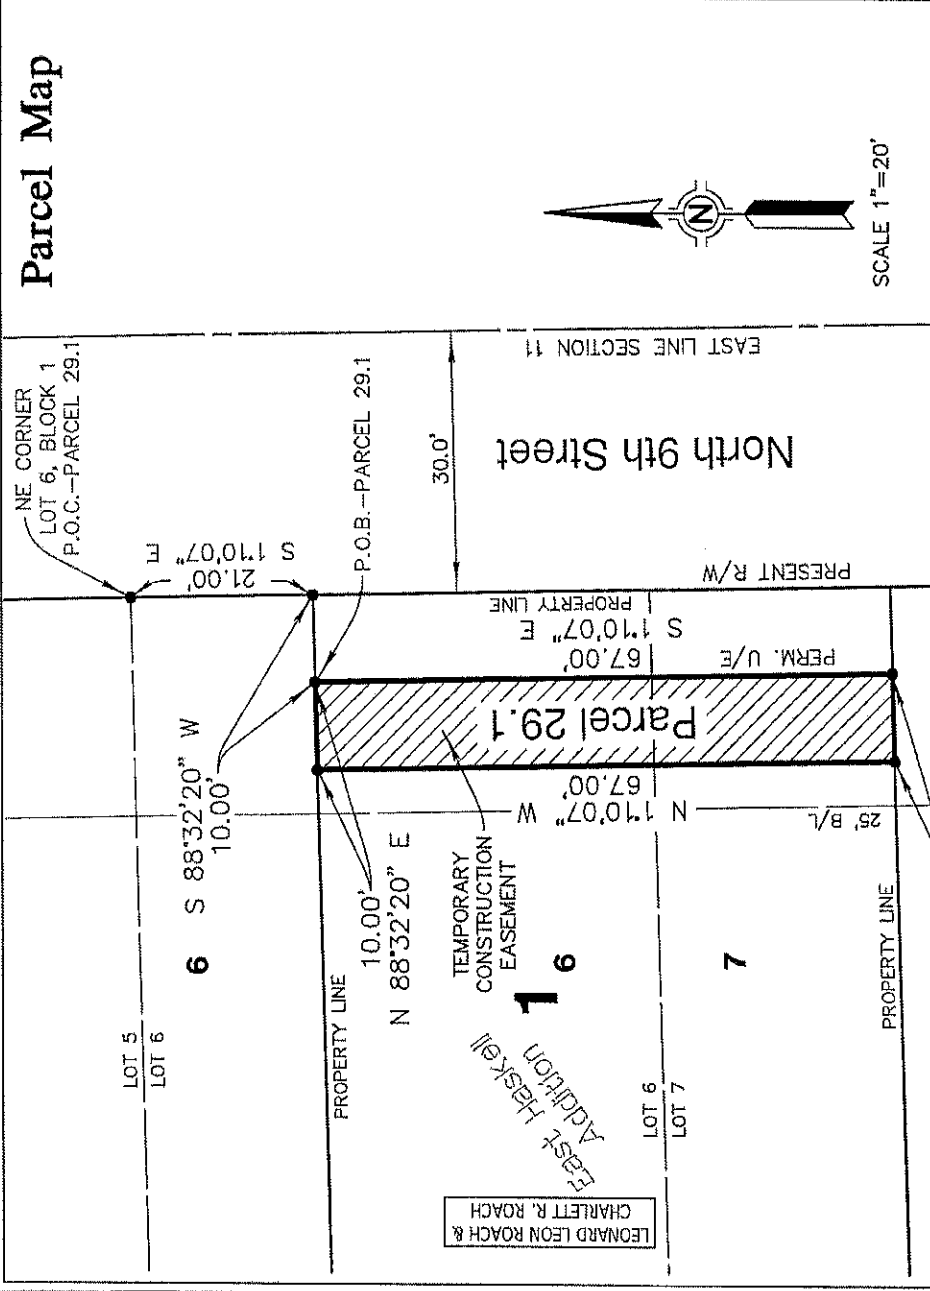 Parcel Map
NE CORNER
LOT 6, BLOCK 1
P.O.C.-PARCEL 29.1
21.00'
S 1°10'07" E
P.O.B.-PARCEL 29.1
30.0'
EAST LINE SECTION 11
North 9th Street
N
SCALE 1"=20'
PRESENT R/W
PROPERTY LINE
S 1°10'07" E
67.00'
PERM. U/E
Parcel 29.1
67.00'
N 1°10'07" W
25' B/L
S 88°32'20" W
10.00'
6
LOT 5
LOT 6
PROPERTY LINE
10.00'
N 88°32'20" E
TEMPORARY
CONSTRUCTION
EASEMENT
1
6
7
East Haskell
Addition
LOT 6
LOT 7
PROPERTY LINE
LEONARD LEON ROACH &
CHARLETT R. ROACH